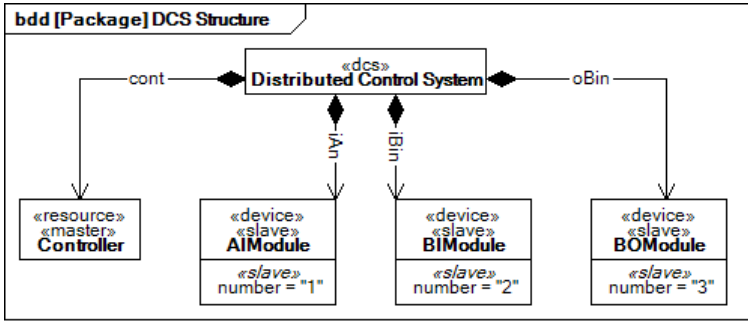 bdd [Package] DCS Structure
«dcs»
Distributed Control System
cont
oBin
iAn
iBin
«resource»
«master»
Controller
«device»
«slave»
AIModule
«slave»
number = "1"
«device»
«slave»
BIModule
«slave»
number = "2"
«device»
«slave»
BOModule
«slave»
number = "3"